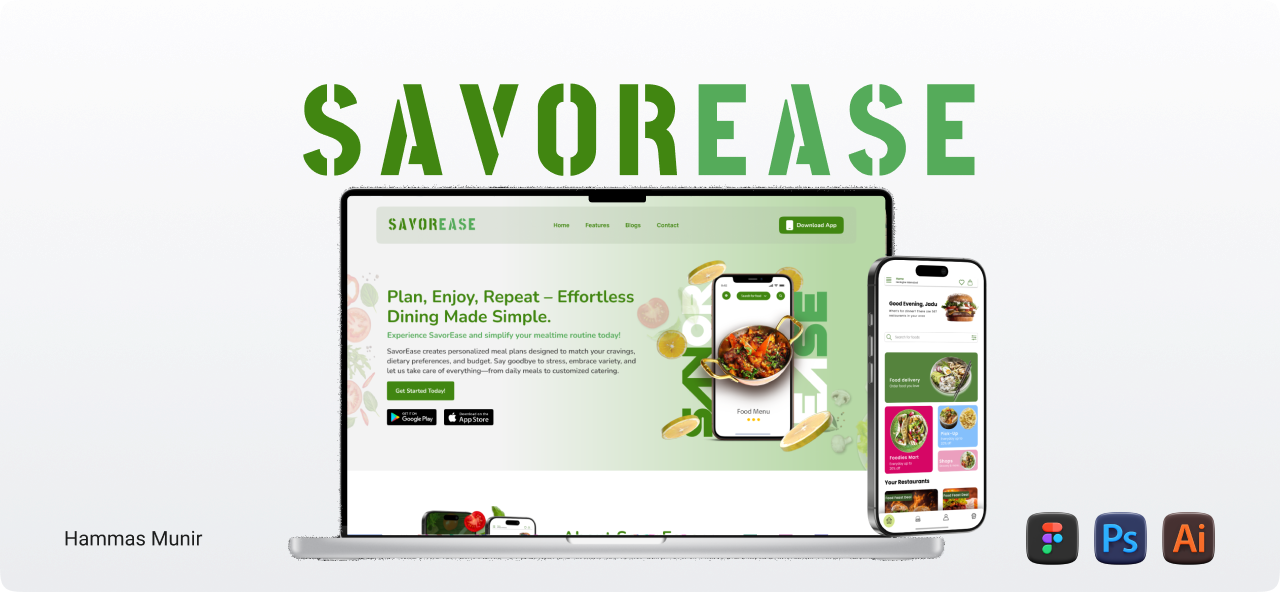 SAVOREASE
SAVOREASE
Home
Features
Blogs
Contact
Download App
Plan, Enjoy, Repeat – Effortless
Dining Made Simple.
Experience SavorEase and simplify your mealtime routine today!
SavorEase creates personalized meal plans designed to match your cravings,
dietary preferences, and budget. Say goodbye to stress, embrace variety, and
let us take care of everything—from daily meals to customized catering.
Get Started Today!
GET IT ON
Google Play
Download on the
App Store
EASE
Food Menu
Good Evening, Jadu
Food delivery
Foodies Mart
Pick-up
Shops
Your Restaurants
Hammas Munir
Ps
Ai